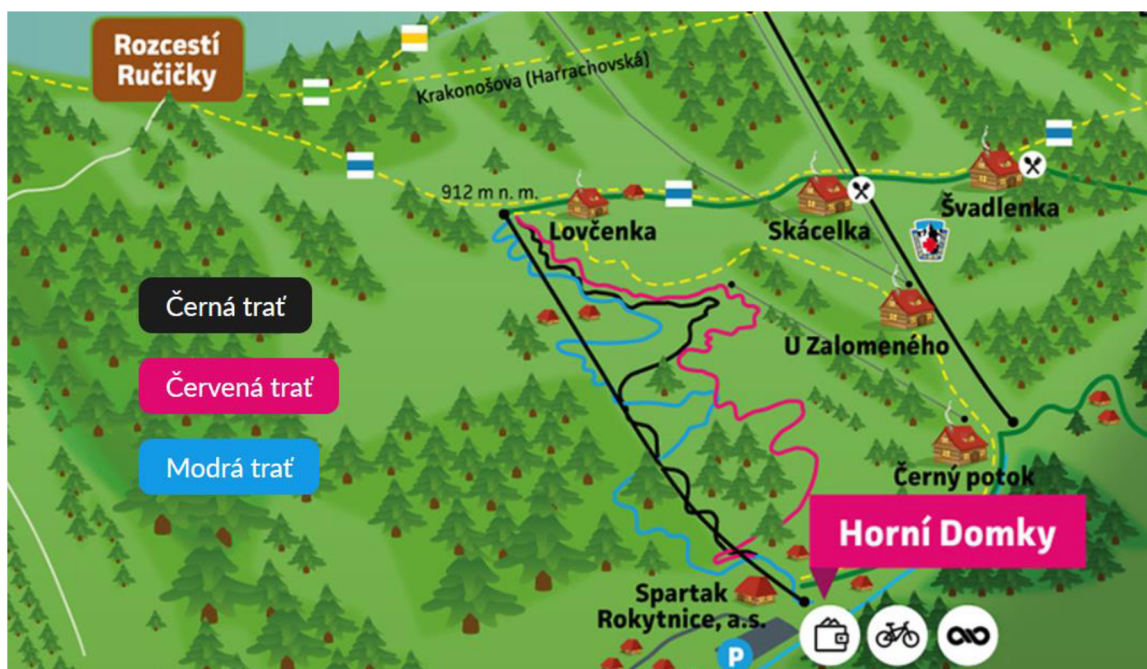 Rozcestí
Ručičky
Krakonošova (Harrachovská)
912 m n. m.
Lovčenka
Skácelka
Švadlenka
Černá trať
U Zalomeného
Červená trať
Modrá trať
Černý potok
Horní Domky
Spartak
Rokytnice, a.s.
P